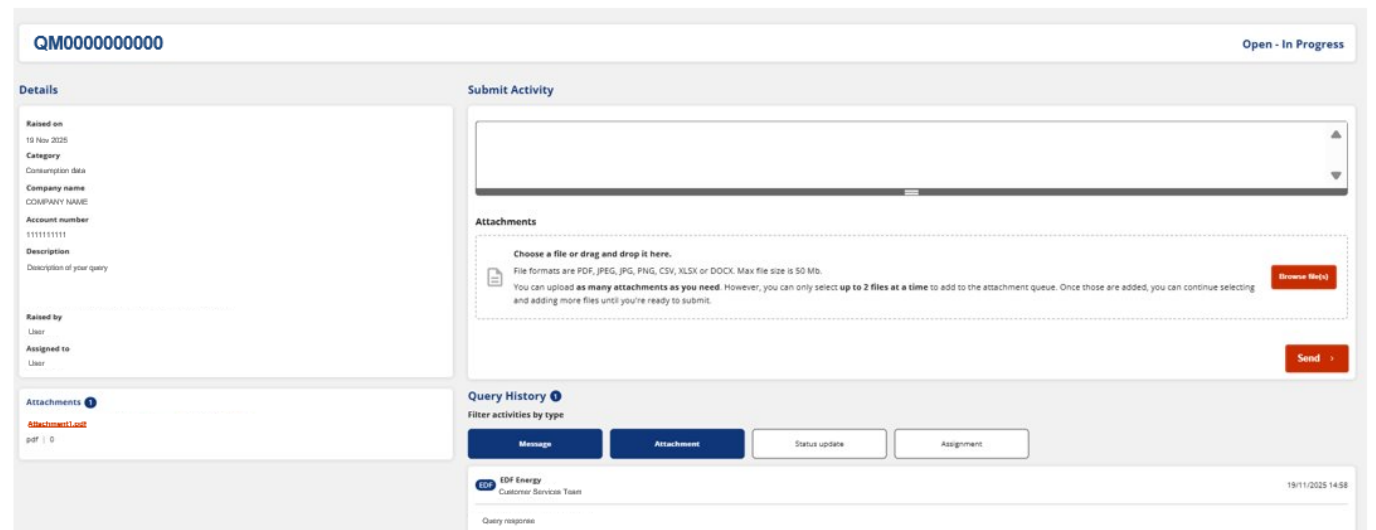 QM0000000000
Open - In Progress
Details
Raised on
19 Nov 2025
Category
Consumption data
Company name
COMPANY NAME
Account number
1111111111
Description
Description of your query
Raised by
User
Assigned to
User
Attachments 1
Attachment1.pdf
pdf | 0
Submit Activity
Attachments
Choose a file or drag and drop it here.
File formats are PDF, JPEG, JPG, PNG, CSV, XLSX or DOCX. Max file size is 50 Mb.
You can upload as many attachments as you need. However, you can only select up to 2 files at a time to add to the attachment queue. Once those are added, you can continue selecting
and adding more files until you're ready to submit.
Browse file(s)
Send ›
Query History 1
Filter activities by type
Message
Attachment
Status update
Assignment
EDF
EDF Energy
Customer Services Team
19/11/2025 14:58
Query response